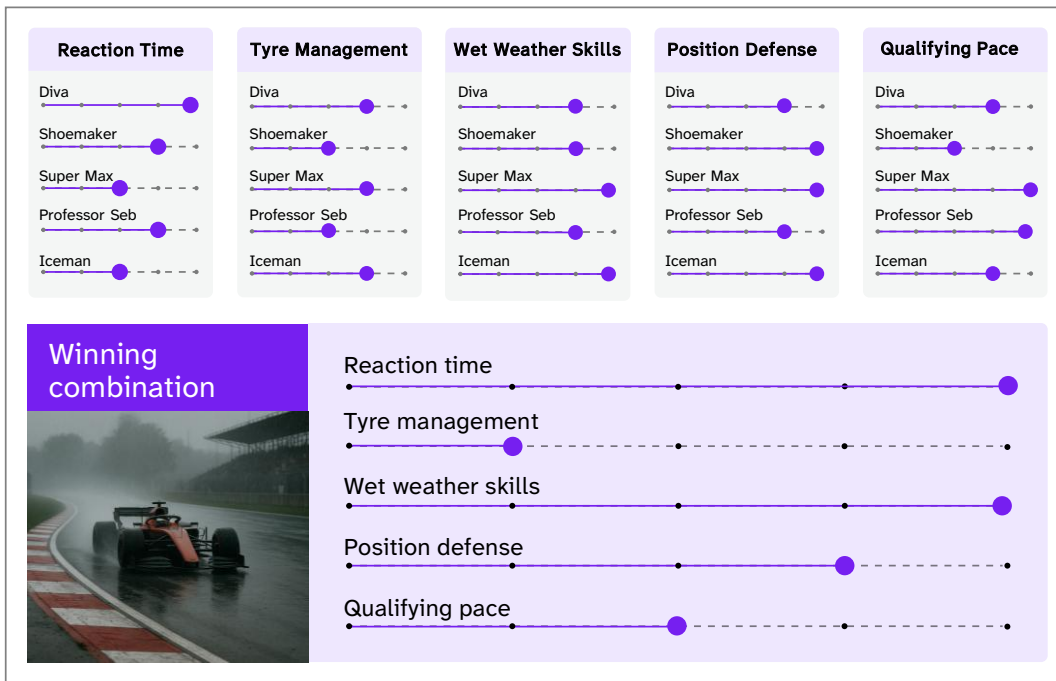 Reaction Time
Diva
Shoemaker
Super Max
Professor Seb
Iceman
Tyre Management
Diva
Shoemaker
Super Max
Professor Seb
Iceman
Wet Weather Skills
Diva
Shoemaker
Super Max
Professor Seb
Iceman
Position Defense
Diva
Shoemaker
Super Max
Professor Seb
Iceman
Qualifying Pace
Diva
Shoemaker
Super Max
Professor Seb
Iceman
Winning
combination
Reaction time
Tyre management
Wet weather skills
Position defense
Qualifying pace